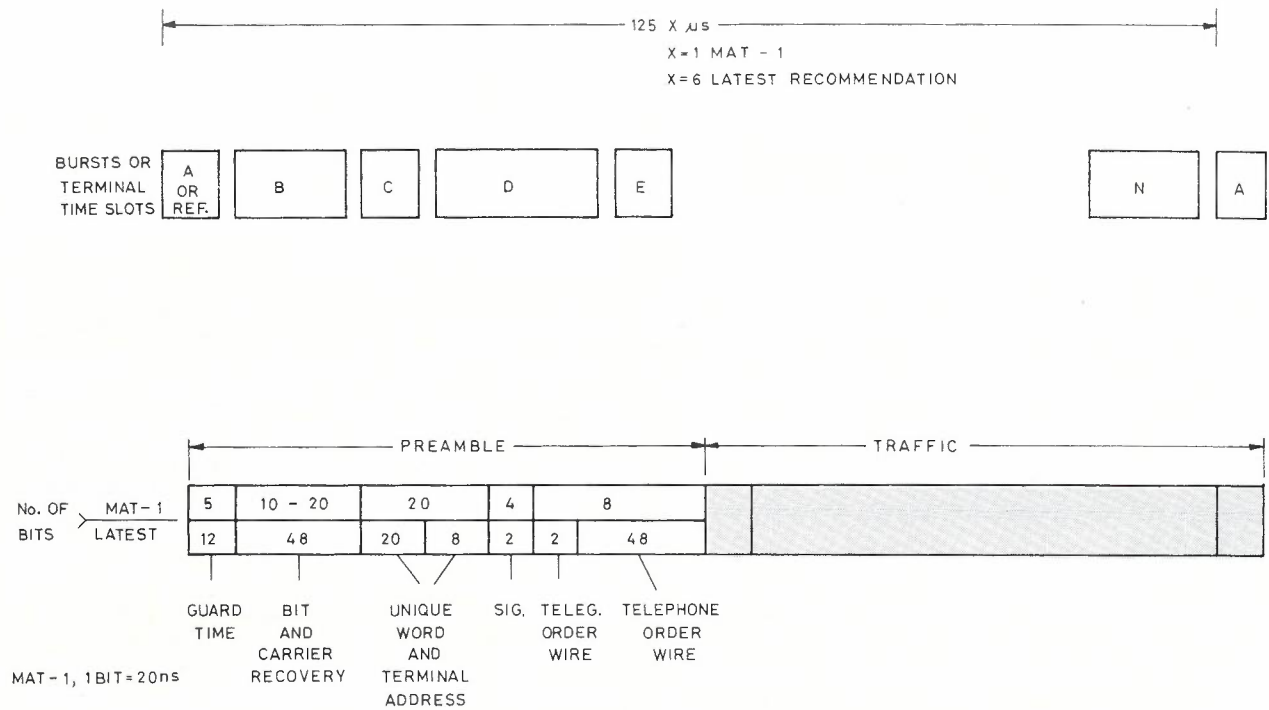 125 X μs
X=1 MAT - 1
X=6 LATEST RECOMMENDATION
BURSTS OR
TERMINAL
TIME SLOTS
A
OR
REF.
B
C
D
E
N
A
PREAMBLE
TRAFFIC
No. OF
BITS
MAT-1
LATEST
5
10 - 20
20
4
8
12
48
20
8
2
2
48
GUARD
TIME
BIT
AND
CARRIER
RECOVERY
UNIQUE
WORD
AND
TERMINAL
ADDRESS
SIG.
TELEG.
ORDER
WIRE
TELEPHONE
ORDER
WIRE
MAT-1, 1BIT=20ns